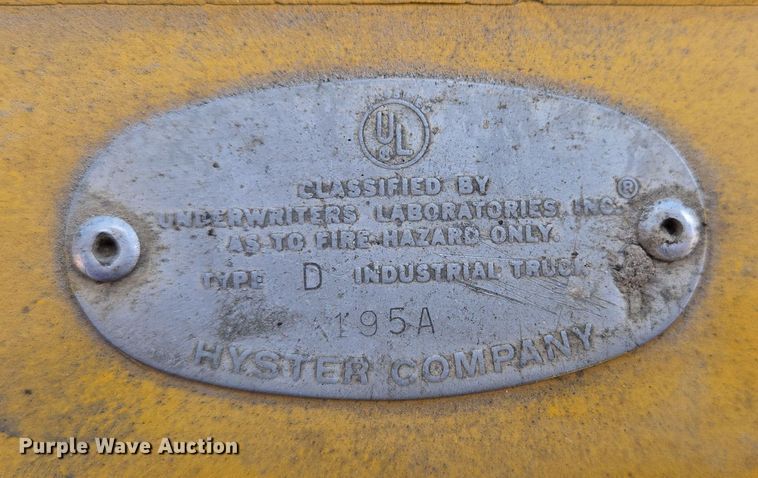 UL
CLASSIFIED BY
UNDERWRITERS LABORATORIES, INC.®
AS TO FIRE HAZARD ONLY.
TYPE D INDUSTRIAL TRUCK
195A
HYSTER COMPANY
Purple Wave Auction